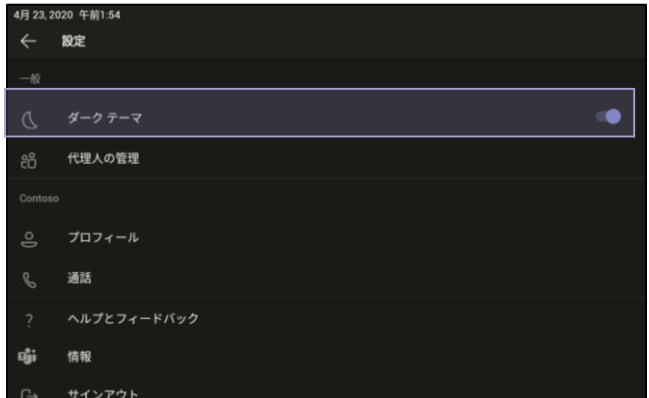 4月 23, 2020 午前1:54
設定
一般
ダーク テーマ
代理人の管理
Contoso
プロフィール
通話
ヘルプとフィードバック
情報
サインアウト